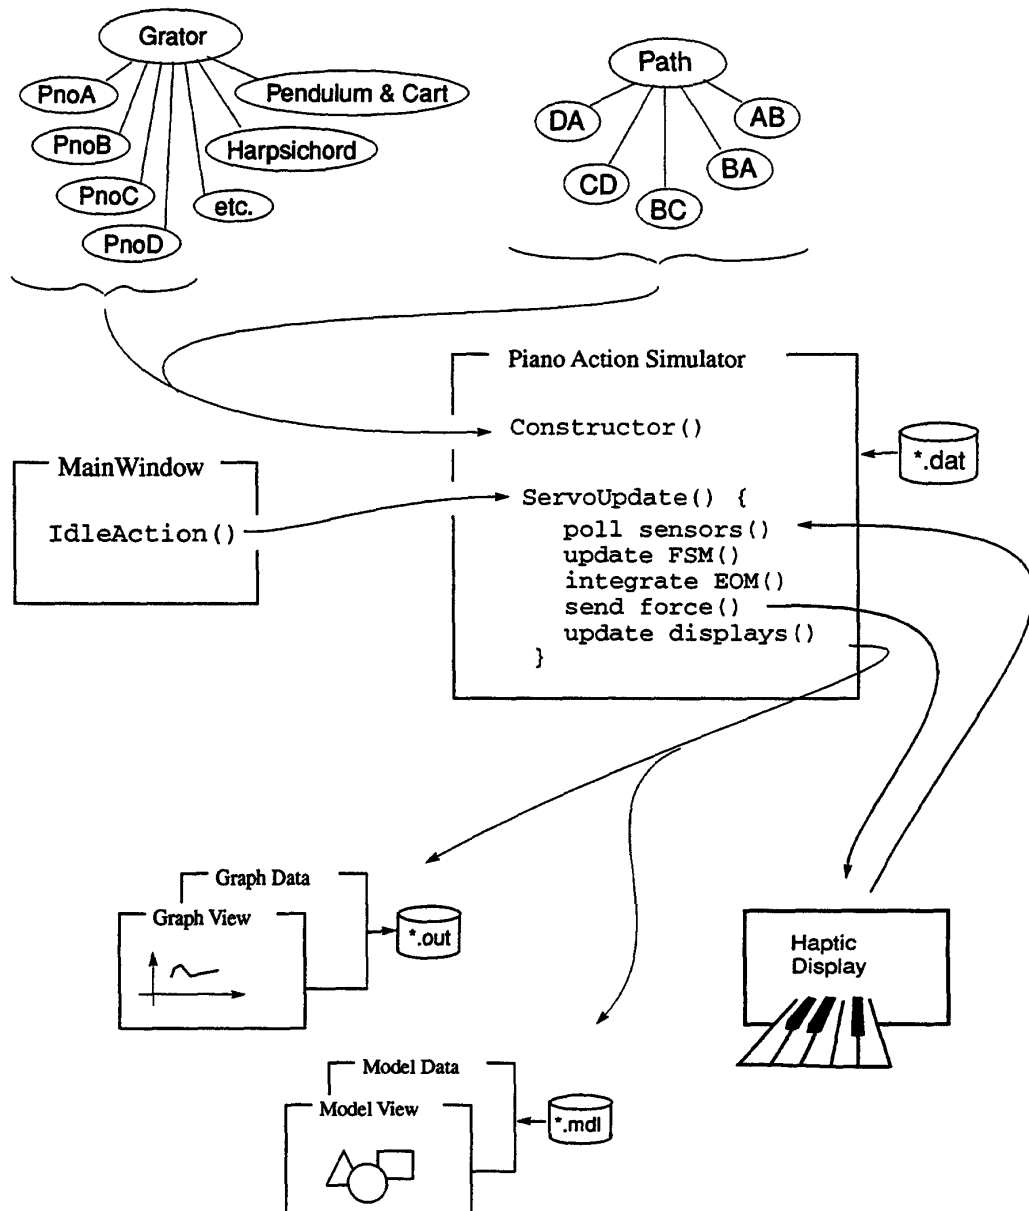 Grator
PnoA
Pendulum & Cart
PnoB
Harpsichord
PnoC
etc.
PnoD
Path
DA
AB
CD
BA
BC
Piano Action Simulator
Constructor()
*.dat
MainWindow
IdleAction()
ServoUpdate() {
poll sensors()
update FSM()
integrate EOM()
send force()
update displays()
}
Graph Data
Graph View
*.out
Haptic
Display
Model Data
Model View
*.mdl